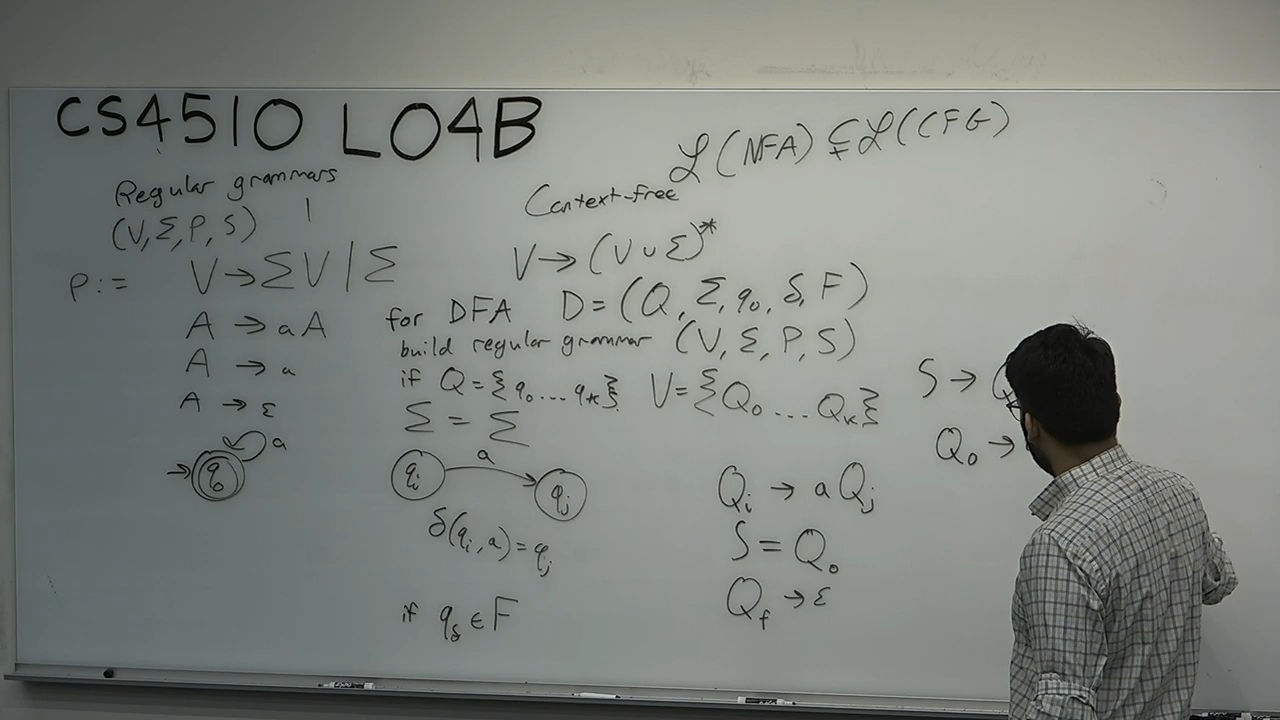 CS4510 L04B
L(NFA) ⊊ L(CFG)
Regular grammars
(V, Σ, P, S)
P:= V → ΣV | Σ
A → aA
A → a
A → ε
q0
a
Context-free
V → (V ∪ Σ)*
for DFA D = (Q, Σ, q0, δ, F)
build regular grammar (V, Σ, P, S)
if Q = {q0 ... qk} V = {Q0 ... Qk}
Σ = Σ
qi a qj
Qi → aQj
δ(qi, a) = qj
S = Q0
if qf ∈ F
Qf → ε
S →
Q0 →